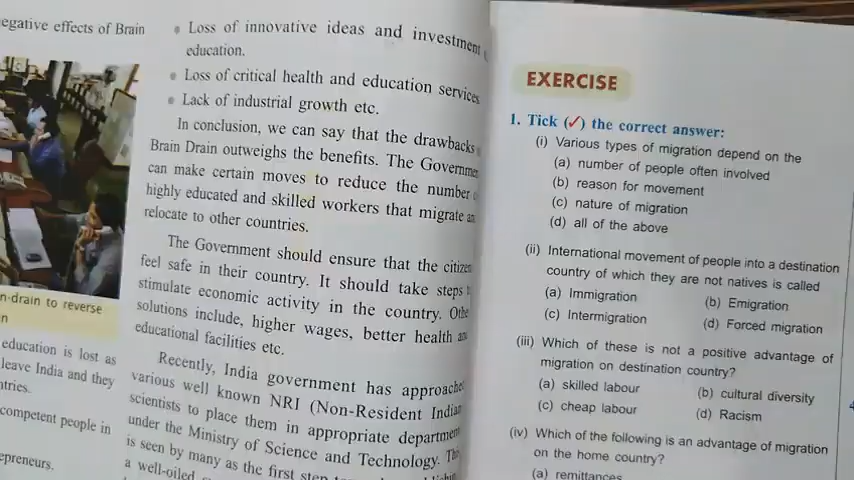 egative effects of Brain
n-drain to reverse
n
education is lost as
leave India and they
ntries.
competent people in
epreneurs.
• Loss of innovative ideas and investment
education.
• Loss of critical health and education services
• Lack of industrial growth etc.
In conclusion, we can say that the drawbacks
Brain Drain outweighs the benefits. The Governmen
can make certain moves to reduce the number
highly educated and skilled workers that migrate an
relocate to other countries.
The Government should ensure that the citizen
feel safe in their country. It should take steps
stimulate economic activity in the country. Othe
solutions include, higher wages, better health an
educational facilities etc.
Recently, India government has approached
various well known NRI (Non-Resident Indian
scientists to place them in appropriate department
under the Ministry of Science and Technology. This
is seen by many as the first step
a well-oiled
EXERCISE
1. Tick (✓) the correct answer:
(i) Various types of migration depend on the
(a) number of people often involved
(b) reason for movement
(c) nature of migration
(d) all of the above
(ii) International movement of people into a destination
country of which they are not natives is called
(a) Immigration (b) Emigration
(c) Intermigration (d) Forced migration
(iii) Which of these is not a positive advantage of
migration on destination country?
(a) skilled labour (b) cultural diversity
(c) cheap labour (d) Racism
(iv) Which of the following is an advantage of migration
on the home country?
(a) remittances